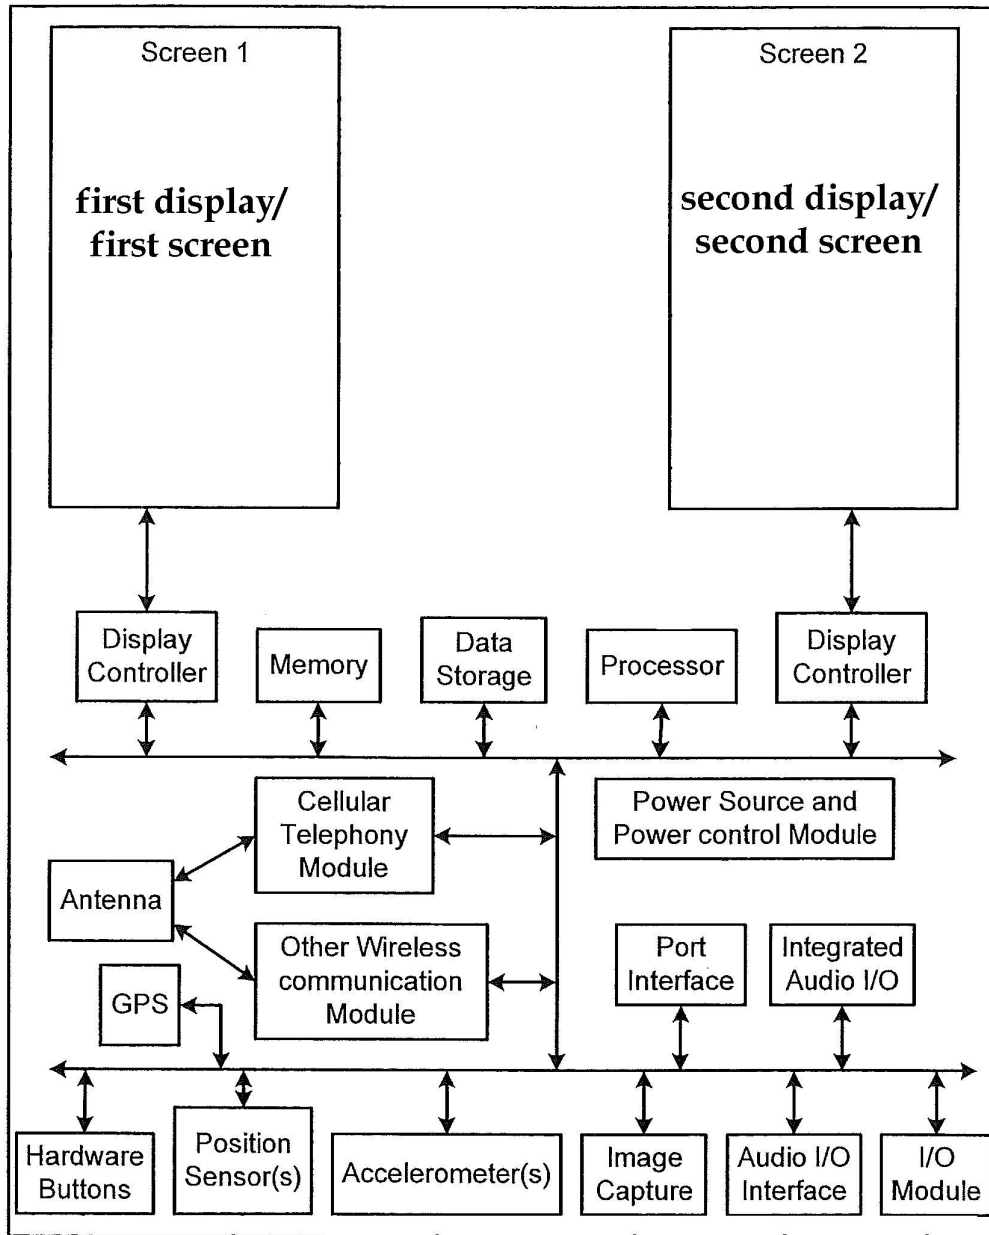 Screen 1
Screen 2
first display/
first screen
second display/
second screen
Display
Controller
Memory
Data
Storage
Processor
Display
Controller
Cellular
Telephony
Module
Power Source and
Power control Module
Antenna
Other Wireless
communication
Module
Port
Interface
Integrated
Audio I/O
GPS
Hardware
Buttons
Position
Sensor(s)
Accelerometer(s)
Image
Capture
Audio I/O
Interface
I/O
Module